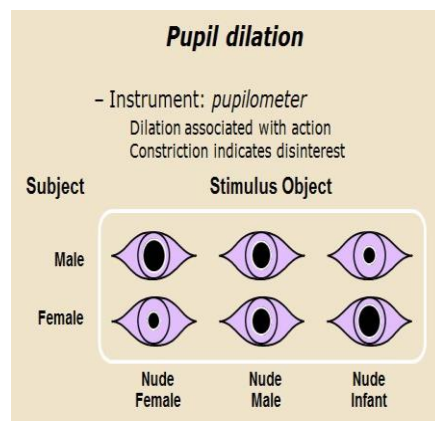 Pupil dilation
– Instrument: pupilometer
Dilation associated with action
Constriction indicates disinterest
Subject Stimulus Object
Male
Female
Nude Female
Nude Male
Nude Infant